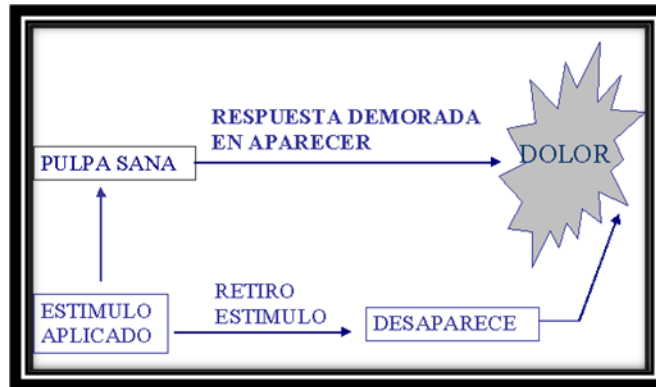 RESPUESTA DEMORADA
EN APARECER
PULPA SANA
DOLOR
ESTIMULO
APLICADO
RETIRO
ESTIMULO
DESAPARECE